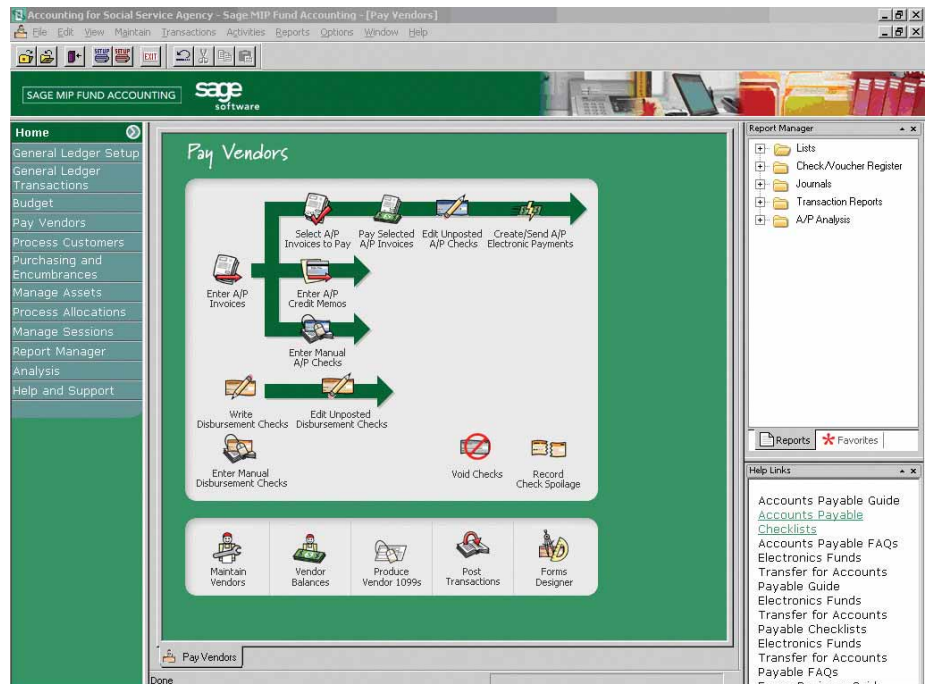 Accounting for Social Service Agency - Sage MIP Fund Accounting - [Pay Vendors]
File Edit View Maintain Transactions Activities Reports Options Window Help
SETUP SETUP EXIT
SAGE MIP FUND ACCOUNTING
sage
software
Home
General Ledger Setup
General Ledger
Transactions
Budget
Pay Vendors
Process Customers
Purchasing and
Encumbrances
Manage Assets
Process Allocations
Manage Sessions
Report Manager
Analysis
Help and Support
Pay Vendors
Select A/P
Invoices to Pay
Pay Selected
A/P Invoices
Edit Unposted
A/P Checks
Create/Send A/P
Electronic Payments
Enter A/P
Invoices
Enter A/P
Credit Memos
Enter Manual
A/P Checks
Write
Disbursement Checks
Edit Unposted
Disbursement Checks
Enter Manual
Disbursement Checks
Void Checks
Record
Check Spoilage
Maintain
Vendors
Vendor
Balances
Produce
Vendor 1099s
Post
Transactions
Forms
Designer
Pay Vendors
Done
Report Manager
Lists
Check/Voucher Register
Journals
Transaction Reports
A/P Analysis
Reports
Favorites
Help Links
Accounts Payable Guide
Accounts Payable
Checklists
Accounts Payable FAQs
Electronics Funds
Transfer for Accounts
Payable Guide
Electronics Funds
Transfer for Accounts
Payable Checklists
Electronics Funds
Transfer for Accounts
Payable FAQs